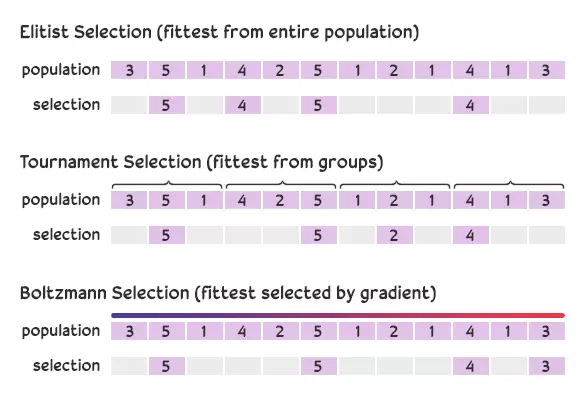 Elitist Selection (fittest from entire population)
population 3 5 1 4 2 5 1 2 1 4 1 3
selection 5 4 5 4
Tournament Selection (fittest from groups)
population 3 5 1 4 2 5 1 2 1 4 1 3
selection 5 5 2 4
Boltzmann Selection (fittest selected by gradient)
population 3 5 1 4 2 5 1 2 1 4 1 3
selection 5 5 4 3